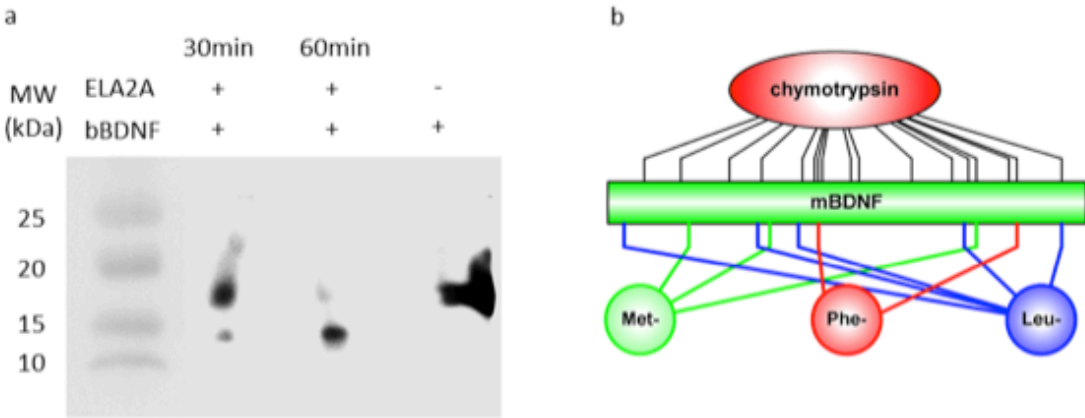 a
30min 60min
MW ELA2A + + -
(kDa) bBDNF + + +
25
20
15
10
b
chymotrypsin
mBDNF
Met- Phe- Leu-